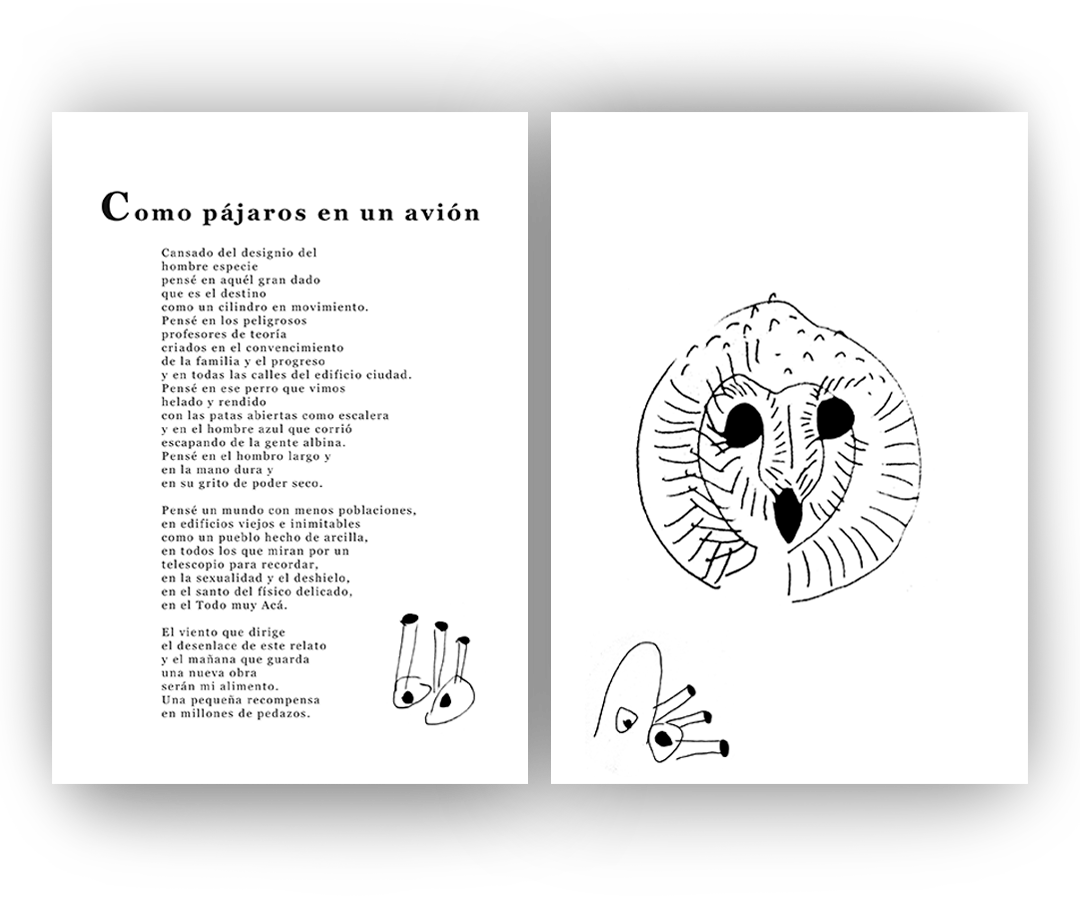 Como pájaros en un avión
Cansado del designio del
hombre especie
pensé en aquél gran dado
que es el destino
como un cilindro en movimiento.
Pensé en los peligrosos
profesores de teoría
criados en el convencimiento
de la familia y el progreso
y en todas las calles del edificio ciudad.
Pensé en ese perro que vimos
helado y rendido
con las patas abiertas como escalera
y en el hombre azul que corrió
escapando de la gente albina.
Pensé en el hombre largo y
en la mano dura y
en su grito de poder seco.
Pensé un mundo con menos poblaciones,
en edificios viejos e inimitables
como un pueblo hecho de arcilla,
en todos los que miran por un
telescopio para recordar,
en la sexualidad y el deshielo,
en el santo del físico delicado,
en el Todo muy Acá.
El viento que dirige
el desenlace de este relato
y el mañana que guarda
una nueva obra
serán mi alimento.
Una pequeña recompensa
en millones de pedazos.